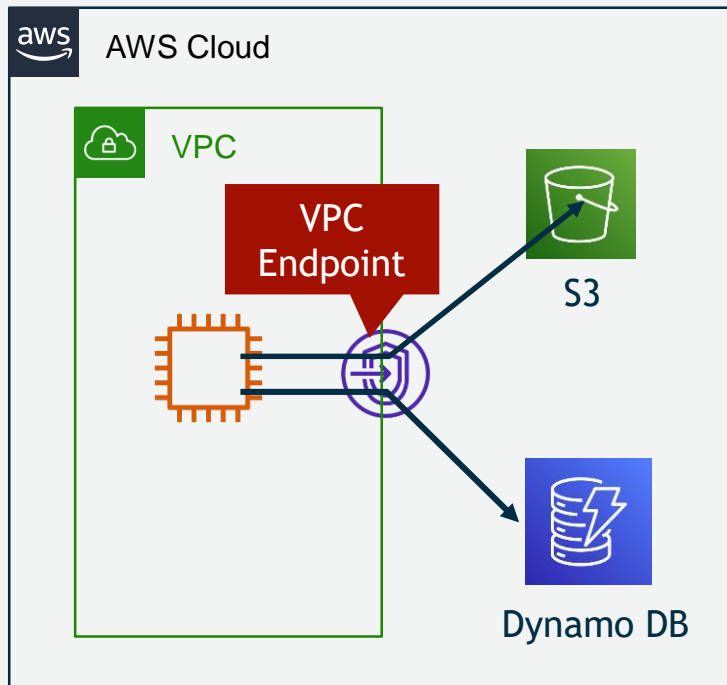 aws
AWS Cloud
VPC
VPC
Endpoint
S3
Dynamo DB